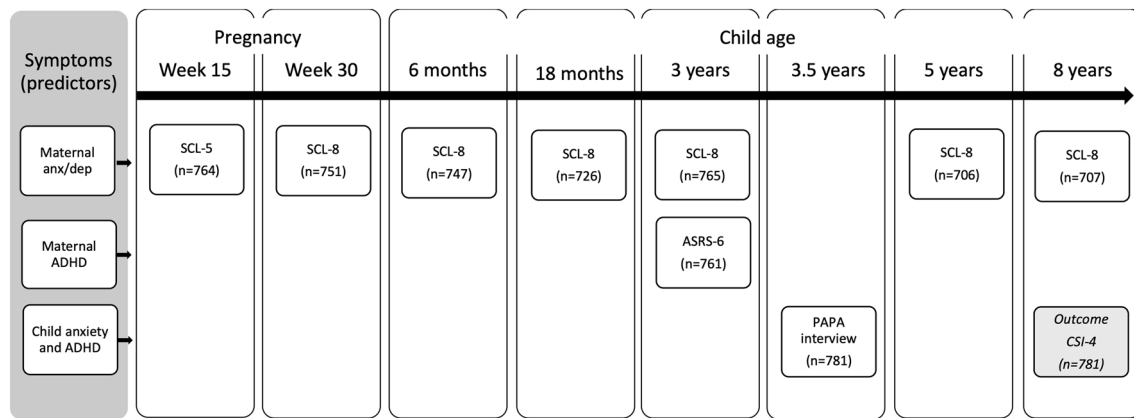 Symptoms
(predictors)
Pregnancy
Child age
Week 15
Week 30
6 months
18 months
3 years
3.5 years
5 years
8 years
Maternal
anx/dep
SCL-5
(n=764)
SCL-8
(n=751)
SCL-8
(n=747)
SCL-8
(n=726)
SCL-8
(n=765)
SCL-8
(n=706)
SCL-8
(n=707)
Maternal
ADHD
ASRS-6
(n=761)
Child anxiety
and ADHD
PAPA
interview
(n=781)
Outcome
CSI-4
(n=781)